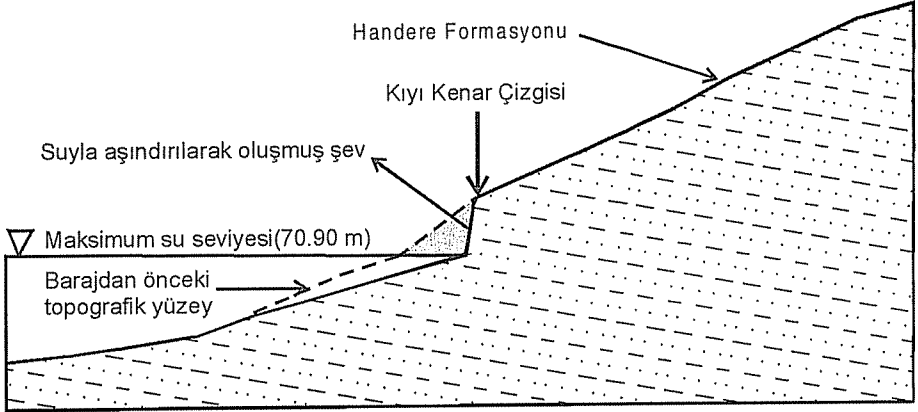 Handere Formasyonu
Kıyı Kenar Çizgisi
Suyla aşındırılarak oluşmuş şev
Maksimum su seviyesi(70.90 m)
Barajdan önceki
topografik yüzey